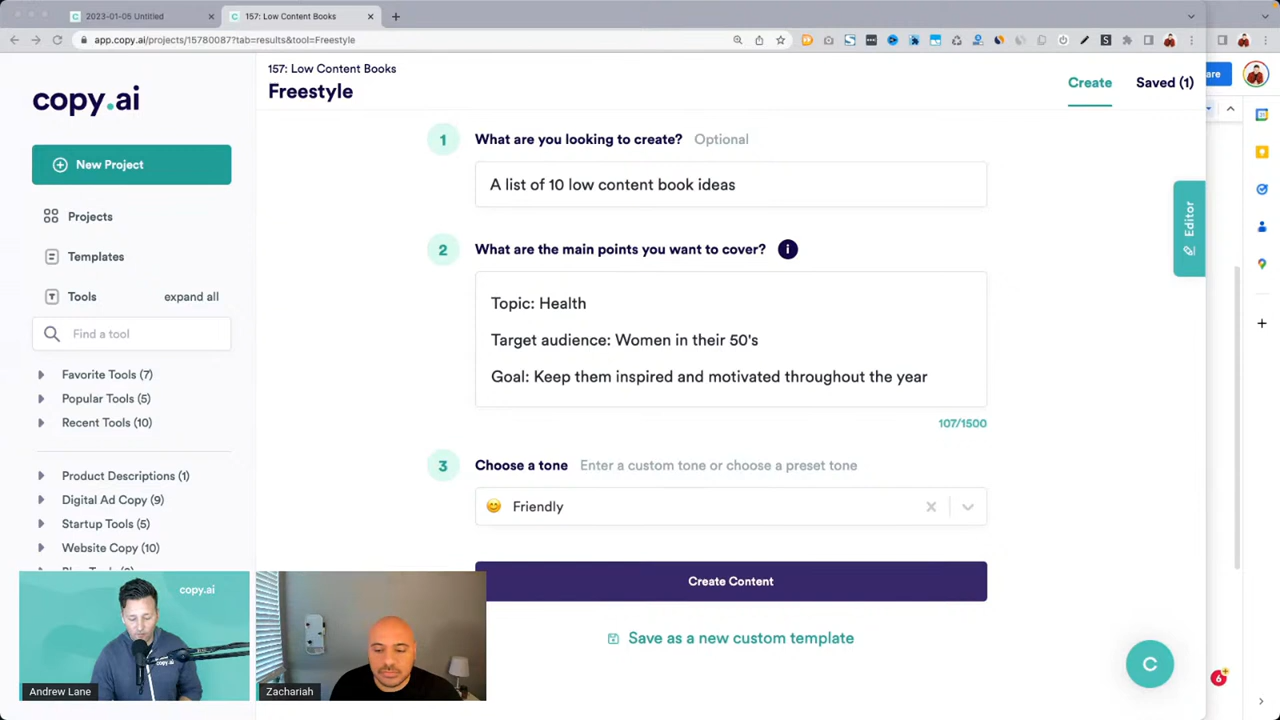 2023-01-05 Untitled
157: Low Content Books
app.copy.ai/projects/15780087?tab=results&tool=Freestyle
copy.ai
New Project
Projects
Templates
Tools
expand all
Find a tool
Favorite Tools (7)
Popular Tools (5)
Recent Tools (10)
Product Descriptions (1)
Digital Ad Copy (9)
Startup Tools (5)
Website Copy (10)
157: Low Content Books
Freestyle
Create
Saved (1)
are
1
What are you looking to create? Optional
A list of 10 low content book ideas
2
What are the main points you want to cover? i
Topic: Health
Target audience: Women in their 50's
Goal: Keep them inspired and motivated throughout the year
107/1500
3
Choose a tone Enter a custom tone or choose a preset tone
😊 Friendly
Create Content
Save as a new custom template
Editor
C
6
copy.ai
copy.ai
Andrew Lane
Zachariah